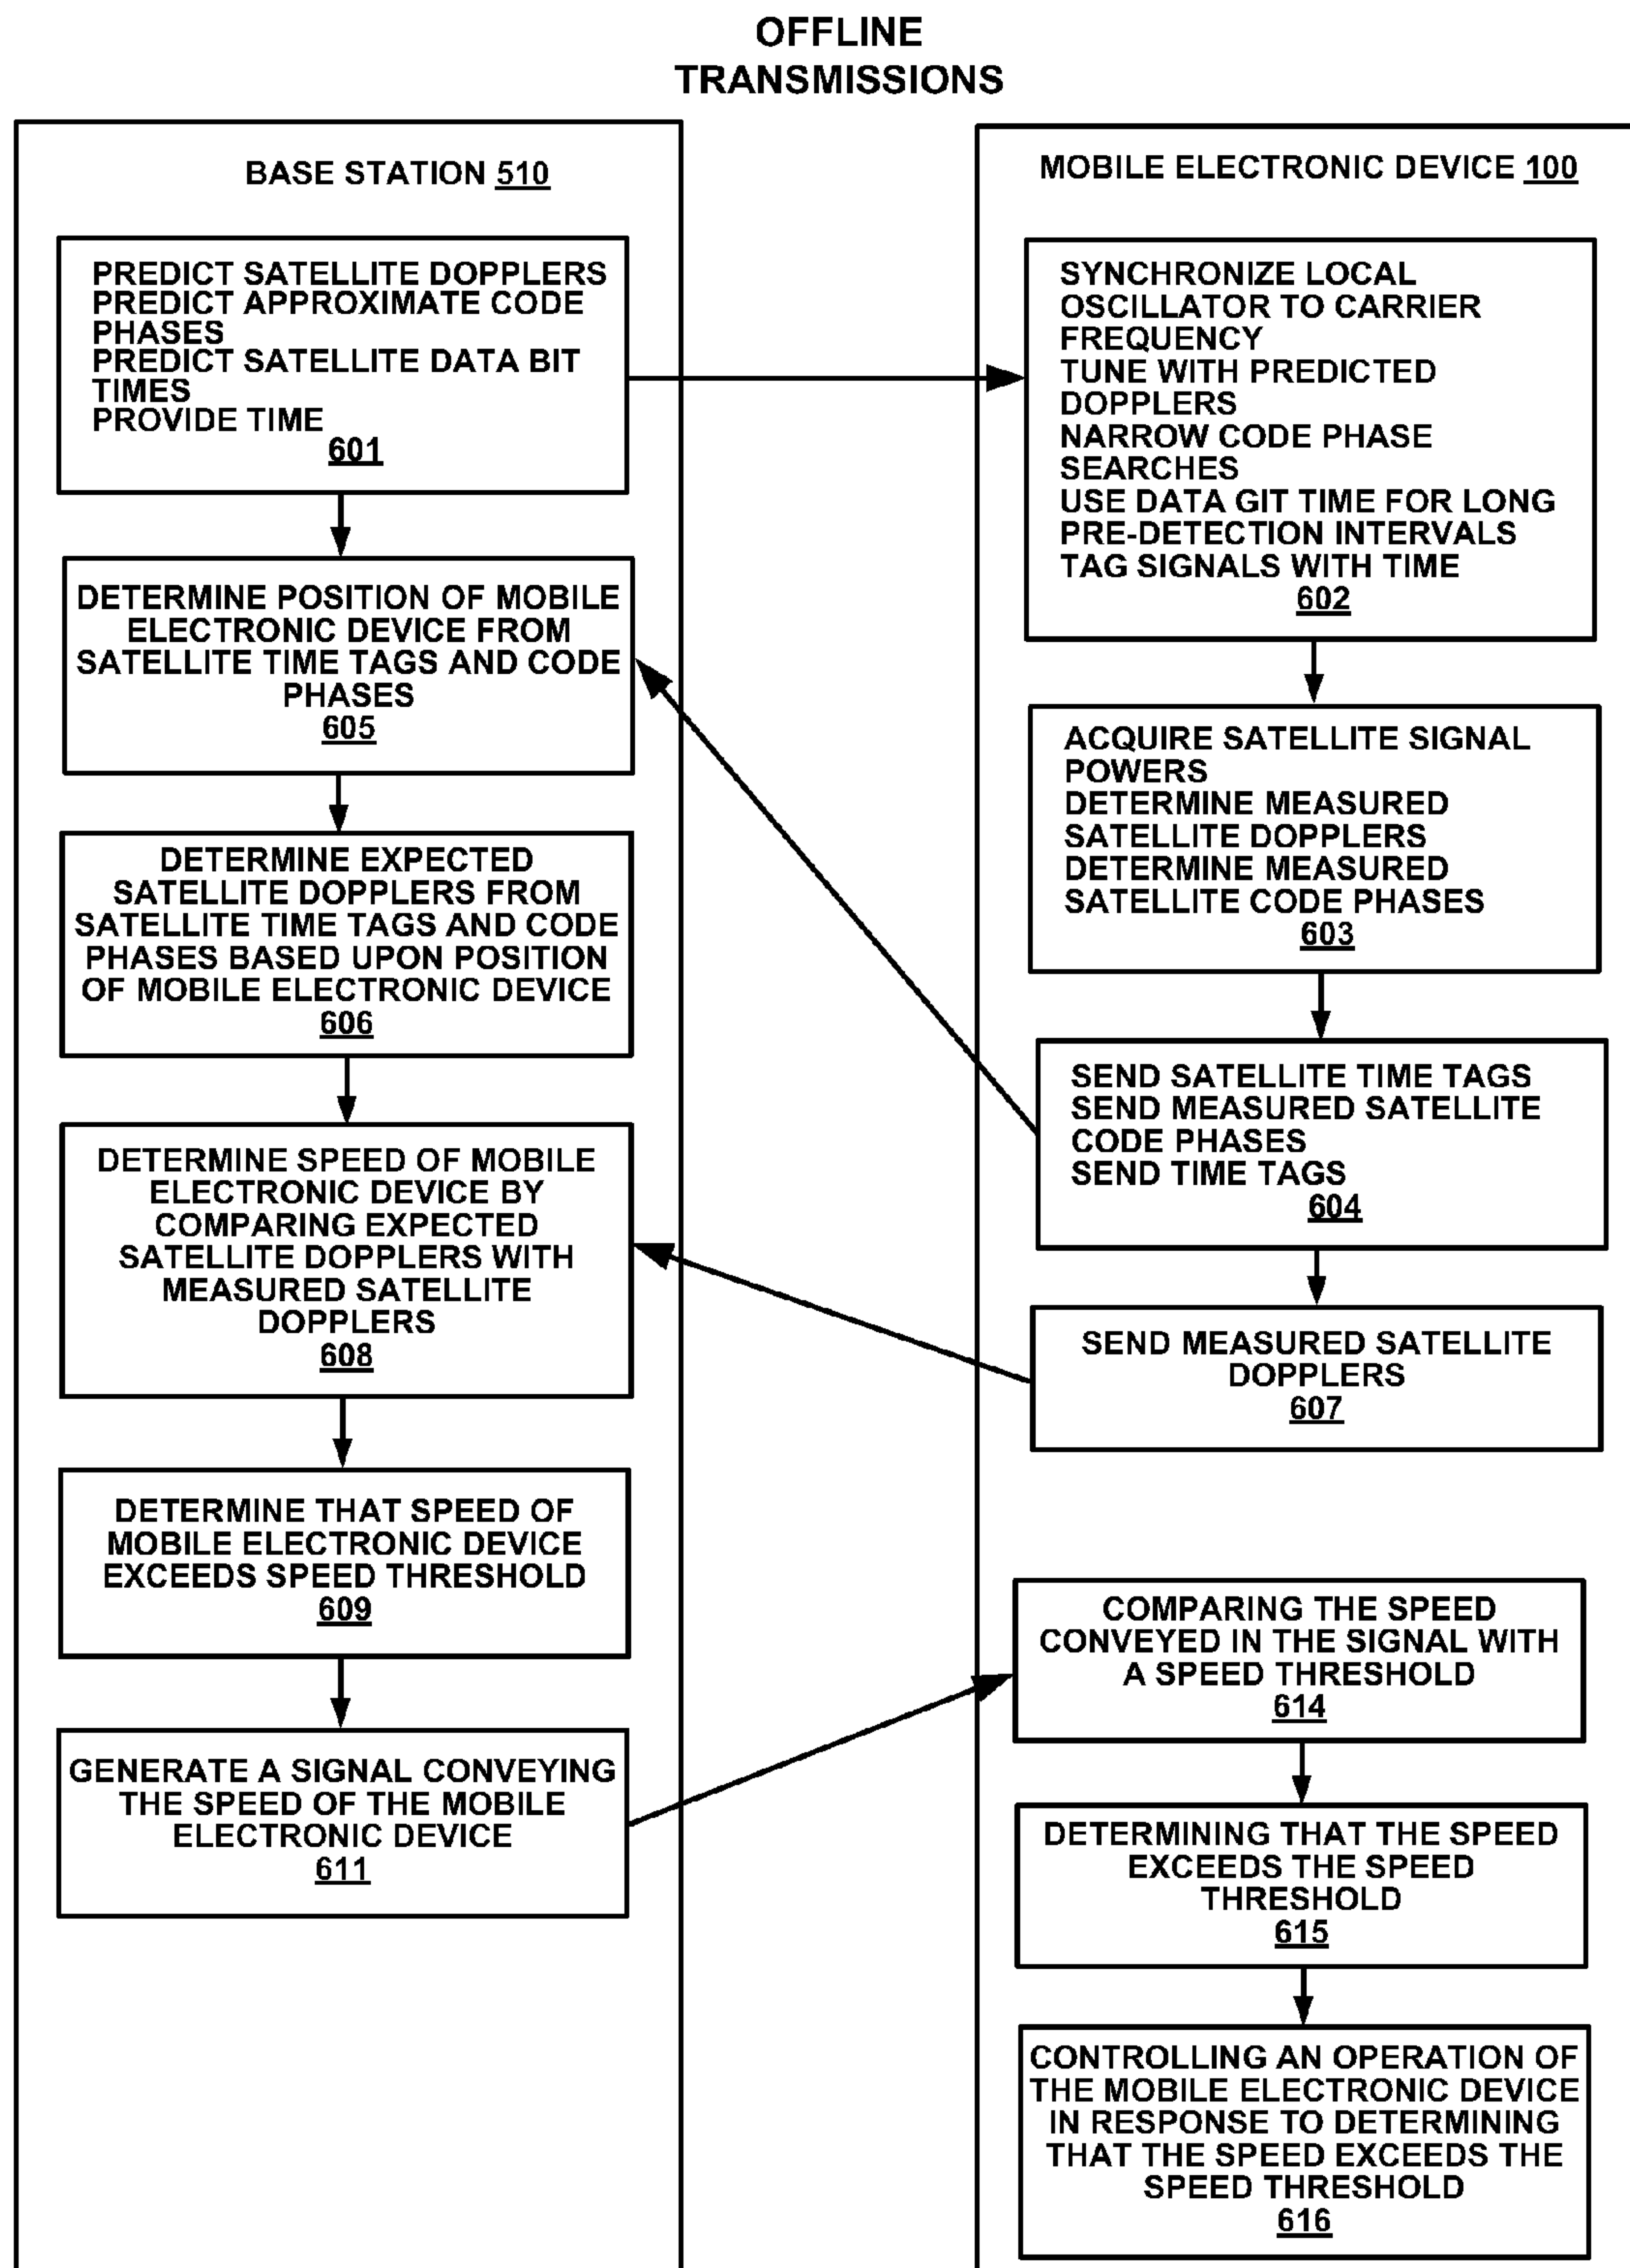 OFFLINE
TRANSMISSIONS
BASE STATION 510
PREDICT SATELLITE DOPPLERS
PREDICT APPROXIMATE CODE
PHASES
PREDICT SATELLITE DATA BIT
TIMES
PROVIDE TIME
601
DETERMINE POSITION OF MOBILE
ELECTRONIC DEVICE FROM
SATELLITE TIME TAGS AND CODE
PHASES
605
DETERMINE EXPECTED
SATELLITE DOPPLERS FROM
SATELLITE TIME TAGS AND CODE
PHASES BASED UPON POSITION
OF MOBILE ELECTRONIC DEVICE
606
DETERMINE SPEED OF MOBILE
ELECTRONIC DEVICE BY
COMPARING EXPECTED
SATELLITE DOPPLERS WITH
MEASURED SATELLITE
DOPPLERS
608
DETERMINE THAT SPEED OF
MOBILE ELECTRONIC DEVICE
EXCEEDS SPEED THRESHOLD
609
GENERATE A SIGNAL CONVEYING
THE SPEED OF THE MOBILE
ELECTRONIC DEVICE
611
MOBILE ELECTRONIC DEVICE 100
SYNCHRONIZE LOCAL
OSCILLATOR TO CARRIER
FREQUENCY
TUNE WITH PREDICTED
DOPPLERS
NARROW CODE PHASE
SEARCHES
USE DATA GIT TIME FOR LONG
PRE-DETECTION INTERVALS
TAG SIGNALS WITH TIME
602
ACQUIRE SATELLITE SIGNAL
POWERS
DETERMINE MEASURED
SATELLITE DOPPLERS
DETERMINE MEASURED
SATELLITE CODE PHASES
603
SEND SATELLITE TIME TAGS
SEND MEASURED SATELLITE
CODE PHASES
SEND TIME TAGS
604
SEND MEASURED SATELLITE
DOPPLERS
607
COMPARING THE SPEED
CONVEYED IN THE SIGNAL WITH
A SPEED THRESHOLD
614
DETERMINING THAT THE SPEED
EXCEEDS THE SPEED
THRESHOLD
615
CONTROLLING AN OPERATION OF
THE MOBILE ELECTRONIC DEVICE
IN RESPONSE TO DETERMINING
THAT THE SPEED EXCEEDS THE
SPEED THRESHOLD
616